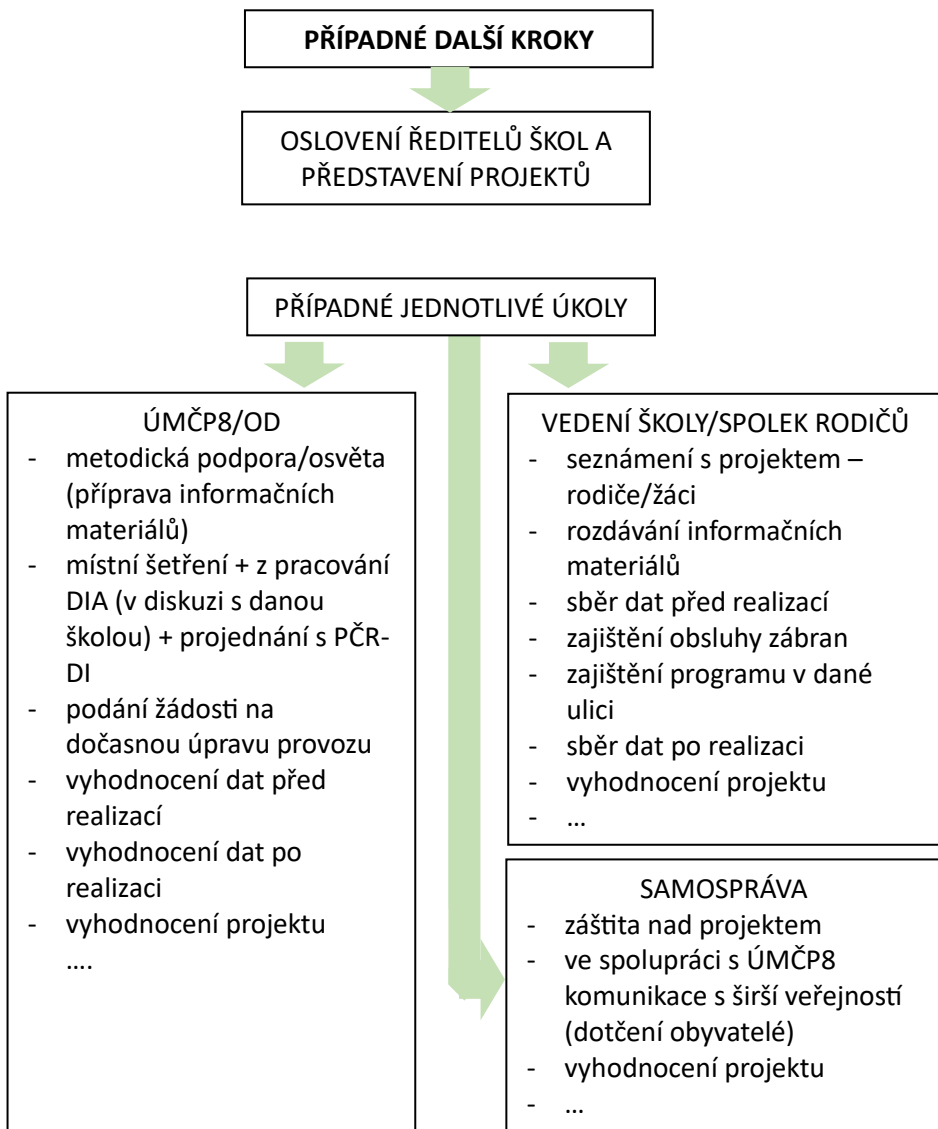 PŘÍPADNÉ DALŠÍ KROKY
OSLOVENÍ ŘEDITELŮ ŠKOL A
PŘEDSTAVENÍ PROJEKTŮ
PŘÍPADNÉ JEDNOTLIVÉ ÚKOLY
ÚMČP8/OD
- metodická podpora/osvěta
(příprava informačních
materiálů)
- místní šetření + z pracování
DIA (v diskuzi s danou
školou) + projednání s PČR-
DI
- podání žádosti na
dočasnou úpravu provozu
- vyhodnocení dat před
realizací
- vyhodnocení dat po
realizaci
- vyhodnocení projektu
....
VEDENÍ ŠKOLY/SPOLEK RODIČŮ
- seznámení s projektem –
rodiče/žáci
- rozdávání informačních
materiálů
- sběr dat před realizací
- zajištění obsluhy zábran
- zajištění programu v dané
ulici
- sběr dat po realizaci
- vyhodnocení projektu
- ...
SAMOSPRÁVA
- záštita nad projektem
- ve spolupráci s ÚMČP8
komunikace s širší veřejností
(dotčení obyvatelé)
- vyhodnocení projektu
- ...